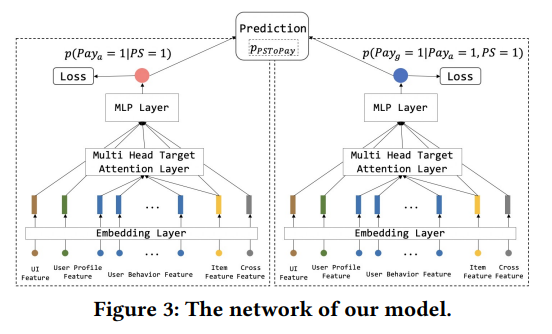 Prediction
p_PSToPay
p(Pay_a = 1|PS = 1)
p(Pay_g = 1|Pay_a = 1, PS = 1)
Loss
Loss
MLP Layer
MLP Layer
Multi Head Target
Attention Layer
Multi Head Target
Attention Layer
...
...
Embedding Layer
Embedding Layer
...
...
UI
Feature
User Profile
Feature
User Behavior Feature
Item
Feature
Cross
Feature
UI
Feature
User Profile
Feature
User Behavior Feature
Item
Feature
Cross
Feature
Figure 3: The network of our model.